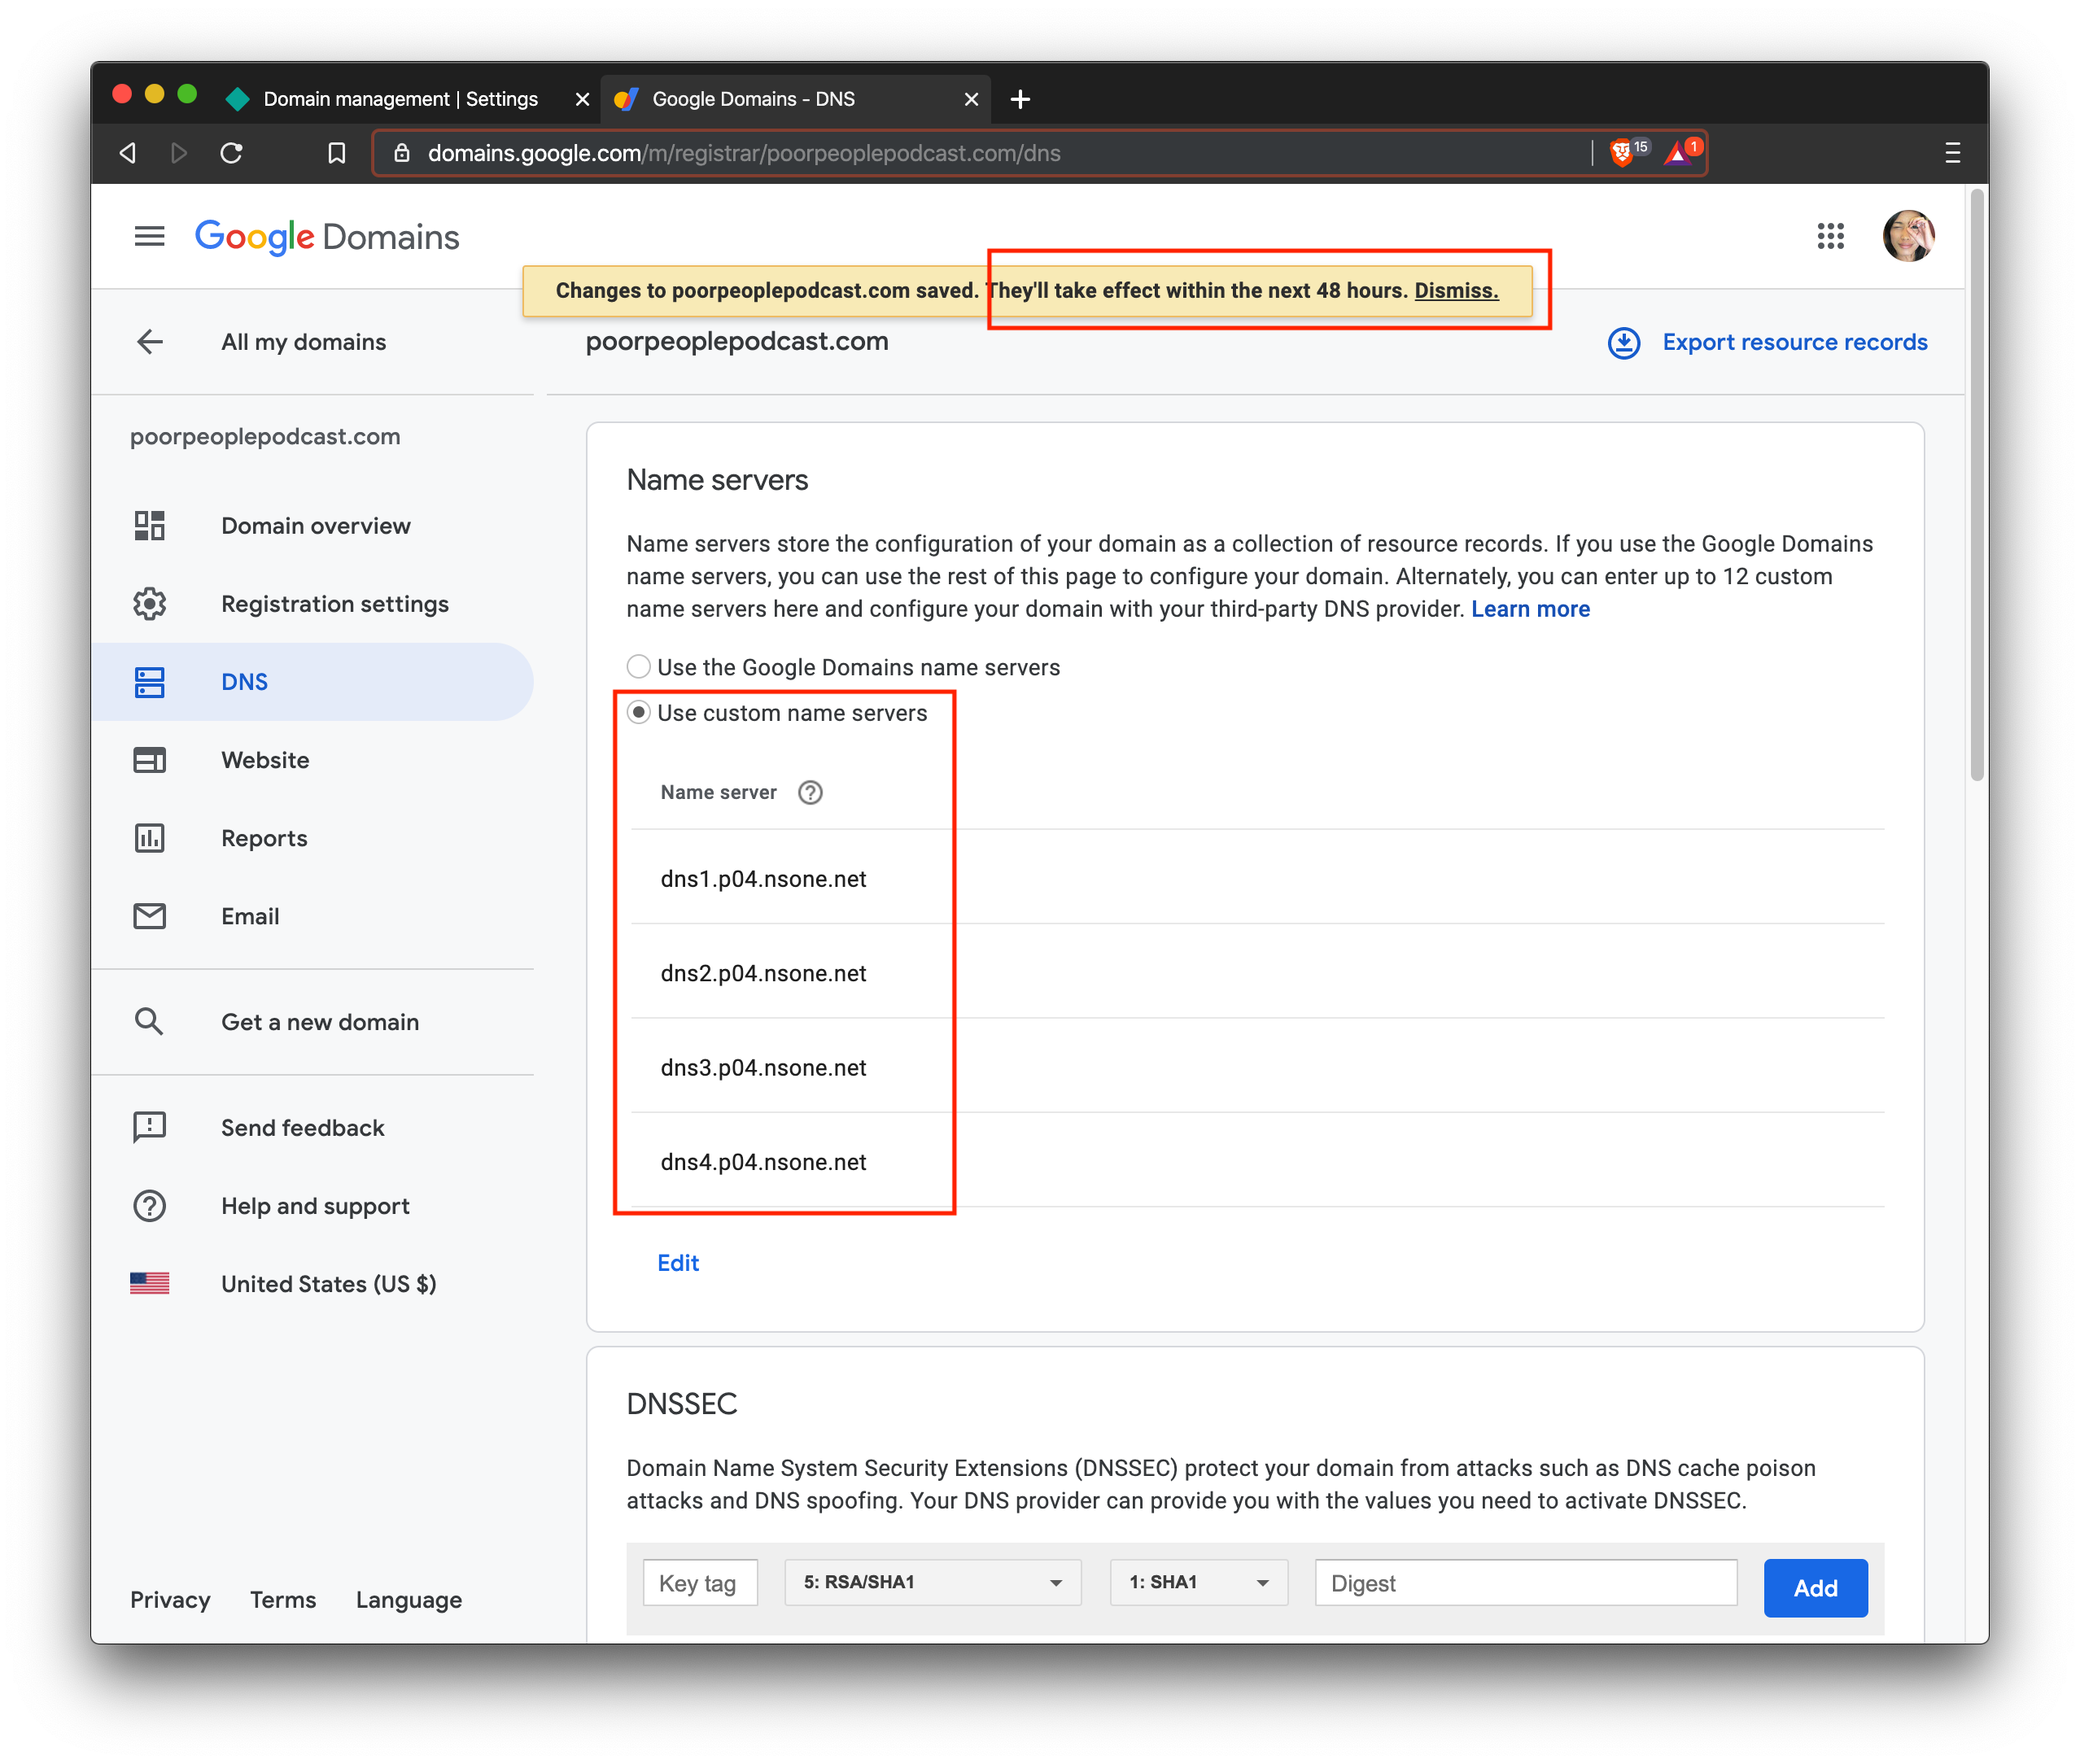 Domain management | Settings
Google Domains - DNS
domains.google.com/m/registrar/poorpeoplepodcast.com/dns
15
1
Google Domains
Changes to poorpeoplepodcast.com saved. They'll take effect within the next 48 hours. Dismiss.
All my domains
poorpeoplepodcast.com
Export resource records
poorpeoplepodcast.com
Domain overview
Registration settings
DNS
Website
Reports
Email
Get a new domain
Send feedback
Help and support
United States (US $)
Privacy
Terms
Language
Name servers
Name servers store the configuration of your domain as a collection of resource records. If you use the Google Domains
name servers, you can use the rest of this page to configure your domain. Alternately, you can enter up to 12 custom
name servers here and configure your domain with your third-party DNS provider. Learn more
Use the Google Domains name servers
Use custom name servers
Name server
dns1.p04.nsone.net
dns2.p04.nsone.net
dns3.p04.nsone.net
dns4.p04.nsone.net
Edit
DNSSEC
Domain Name System Security Extensions (DNSSEC) protect your domain from attacks such as DNS cache poison
attacks and DNS spoofing. Your DNS provider can provide you with the values you need to activate DNSSEC.
Key tag
5: RSA/SHA1
1: SHA1
Digest
Add